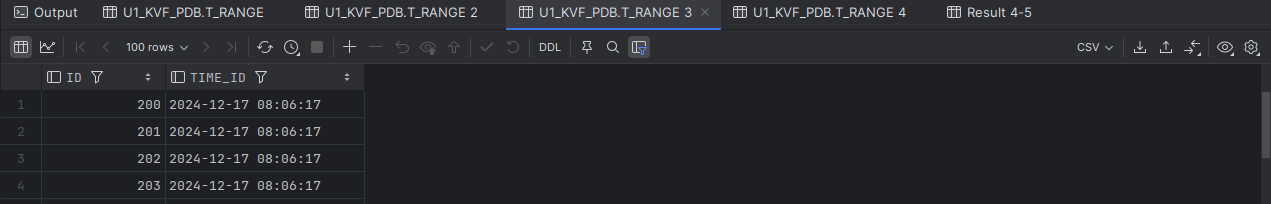 Output U1_KVF_PDB.T_RANGE U1_KVF_PDB.T_RANGE 2 U1_KVF_PDB.T_RANGE 3 U1_KVF_PDB.T_RANGE 4 Result 4-5
100 rows DDL CSV
ID TIME_ID
1 200 2024-12-17 08:06:17
2 201 2024-12-17 08:06:17
3 202 2024-12-17 08:06:17
4 203 2024-12-17 08:06:17